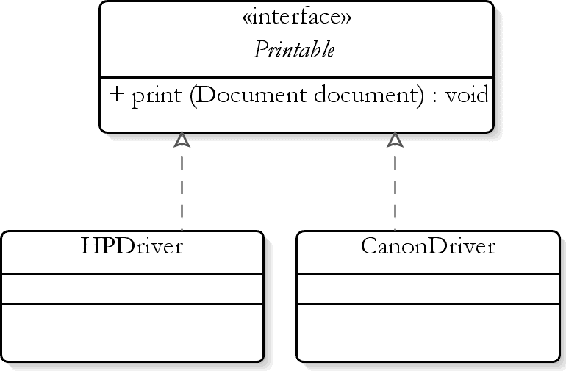 «interface»
Printable
+ print (Document document) : void
HPDriver
CanonDriver